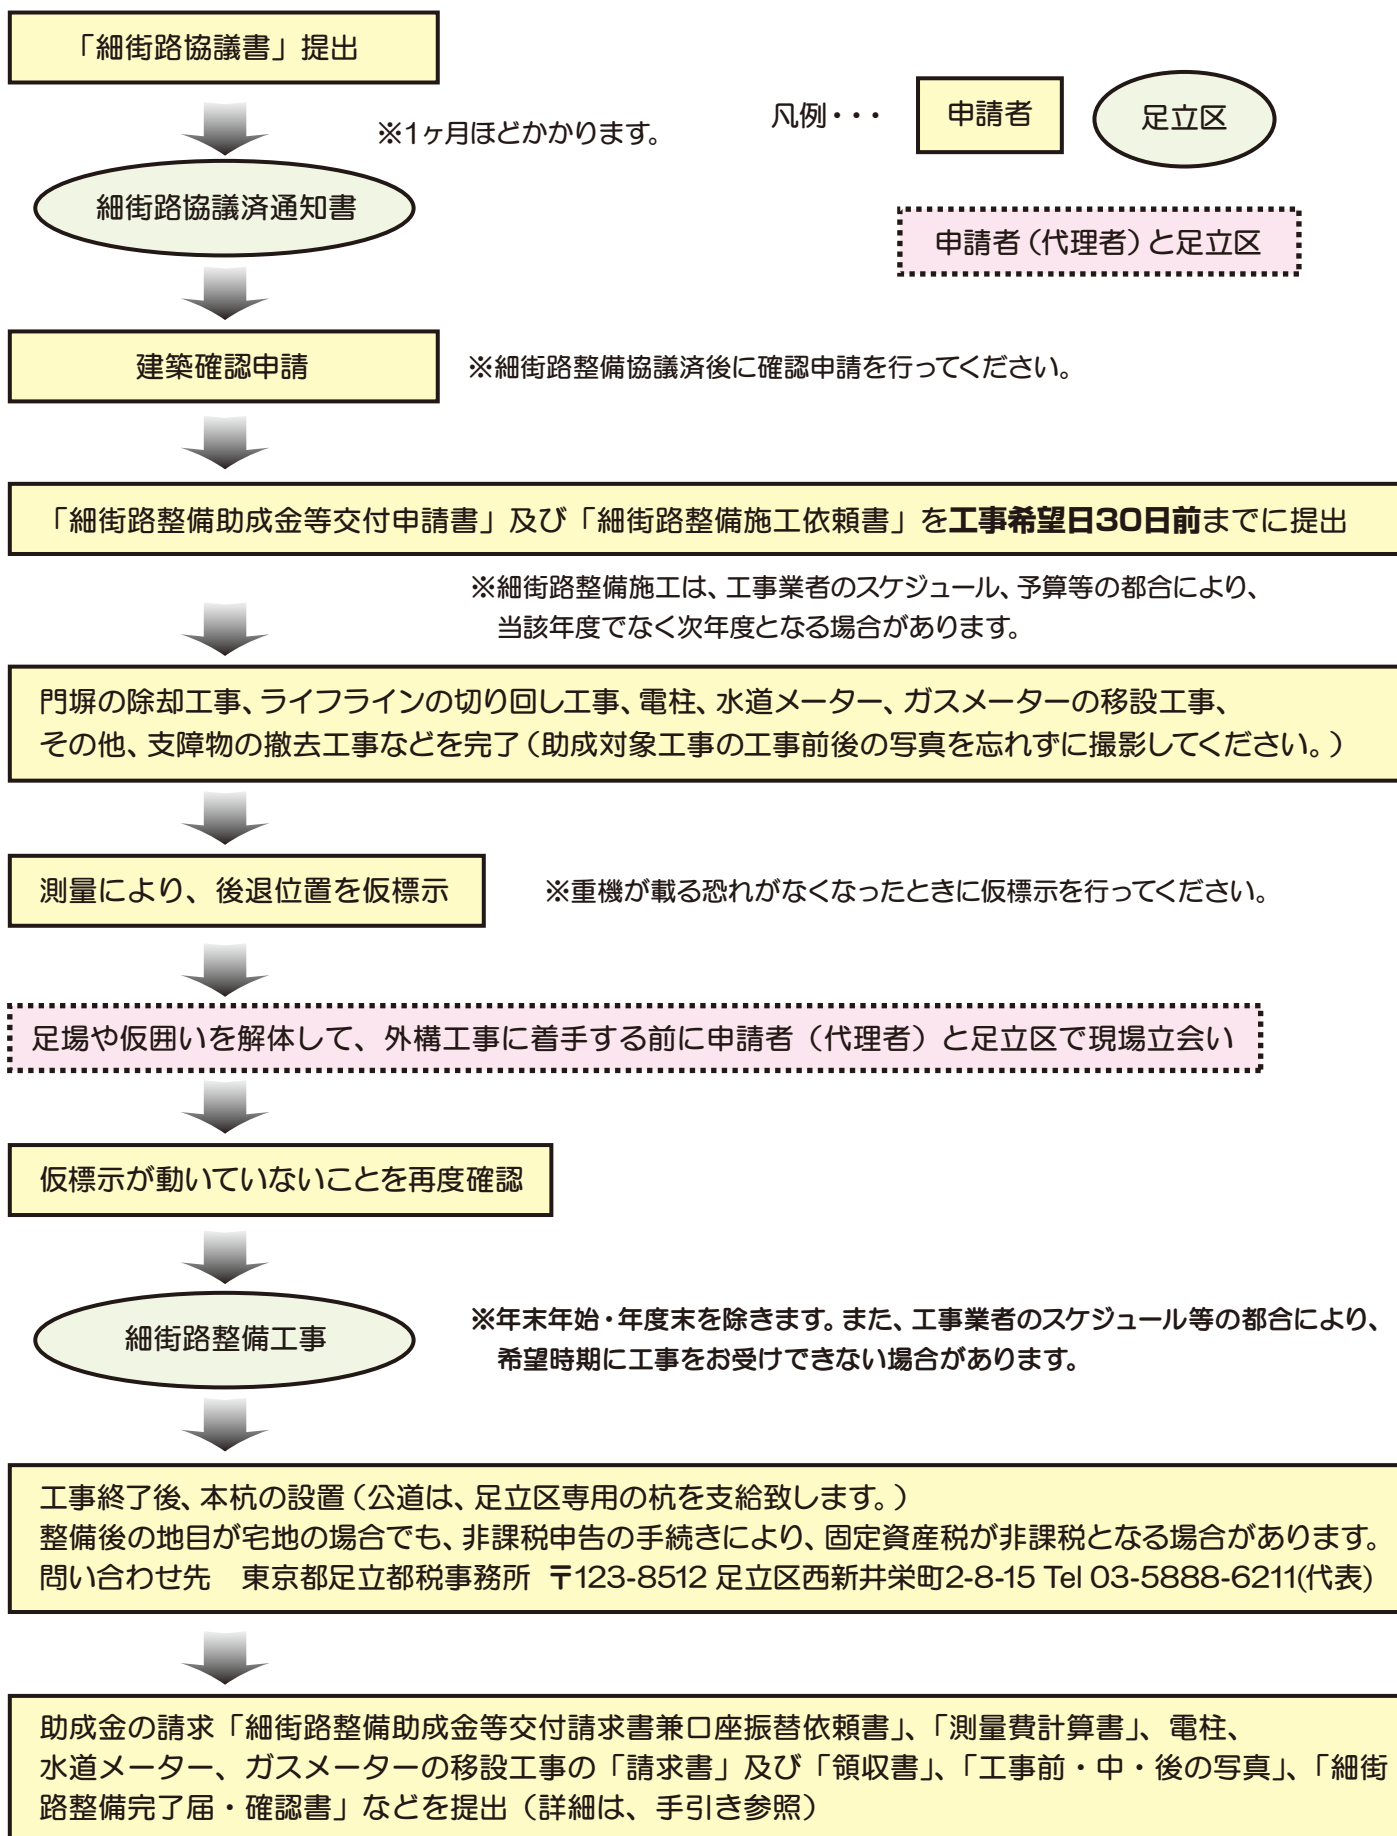 「細街路協議書」提出
凡例・・・
申請者
足立区
※1ヶ月ほどかかります。
細街路協議済通知書
申請者（代理者）と足立区
建築確認申請
※細街路整備協議済後に確認申請を行ってください。
「細街路整備助成金等交付申請書」及び「細街路整備施工依頼書」を工事希望日30日前までに提出
※細街路整備施工は、工事業者のスケジュール、予算等の都合により、
当該年度でなく次年度となる場合があります。
門塀の除却工事、ライフラインの切り回し工事、電柱、水道メーター、ガスメーターの移設工事、
その他、支障物の撤去工事などを完了（助成対象工事の工事前後の写真を忘れずに撮影してください。）
測量により、後退位置を仮標示
※重機が載る恐れがなくなったときに仮標示を行ってください。
足場や仮囲いを解体して、外構工事に着手する前に申請者（代理者）と足立区で現場立会い
仮標示が動いていないことを再度確認
細街路整備工事
※年末年始・年度末を除きます。また、工事業者のスケジュール等の都合により、
希望時期に工事をお受けできない場合があります。
工事終了後、本杭の設置（公道は、足立区専用の杭を支給致します。）
整備後の地目が宅地の場合でも、非課税申告の手続きにより、固定資産税が非課税となる場合があります。
問い合わせ先　東京都足立都税事務所 〒123-8512 足立区西新井栄町2-8-15 Tel 03-5888-6211(代表)
助成金の請求「細街路整備助成金等交付請求書兼口座振替依頼書」、「測量費計算書」、電柱、
水道メーター、ガスメーターの移設工事の「請求書」及び「領収書」、「工事前・中・後の写真」、「細街
路整備完了届・確認書」などを提出（詳細は、手引き参照）